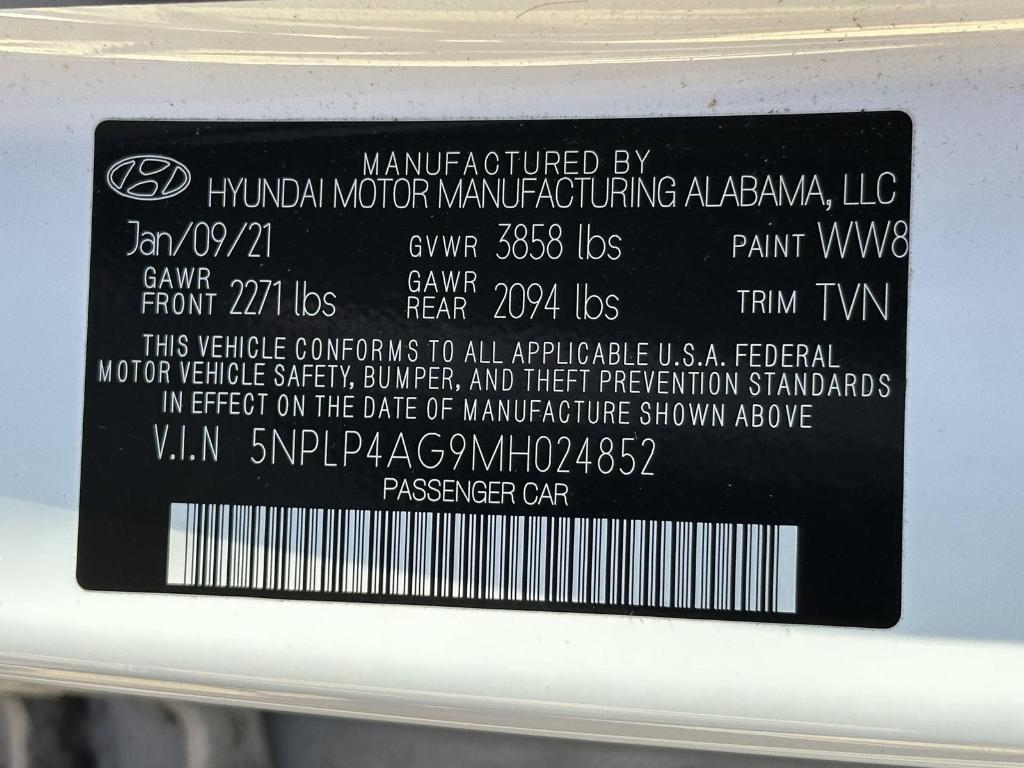 MANUFACTURED BY
HYUNDAI MOTOR MANUFACTURING ALABAMA, LLC
Jan/09/21 GVWR 3858 lbs PAINT WW8
GAWR FRONT 2271 lbs GAWR REAR 2094 lbs TRIM TVN
THIS VEHICLE CONFORMS TO ALL APPLICABLE U.S.A. FEDERAL
MOTOR VEHICLE SAFETY, BUMPER, AND THEFT PREVENTION STANDARDS
IN EFFECT ON THE DATE OF MANUFACTURE SHOWN ABOVE
V.I.N 5NPLP4AG9MH024852
PASSENGER CAR